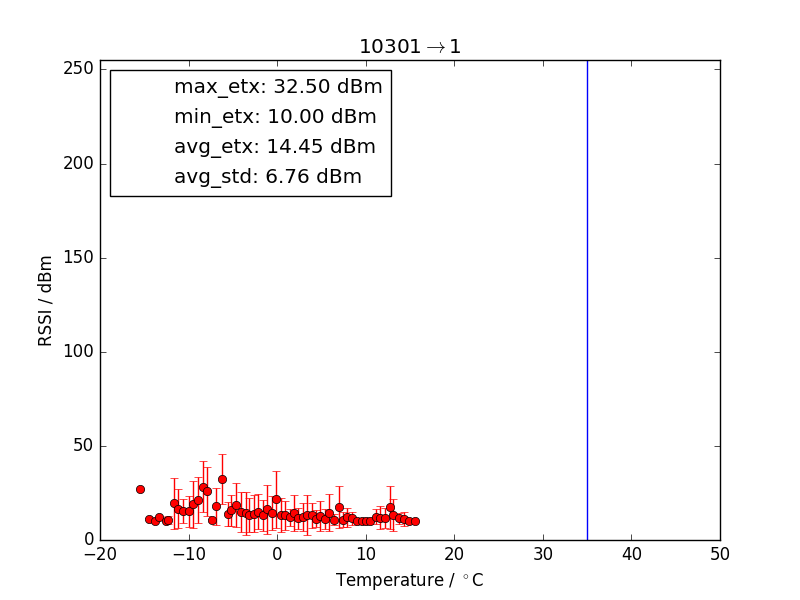 10301→1
max_etx: 32.50 dBm
min_etx: 10.00 dBm
avg_etx: 14.45 dBm
avg_std: 6.76 dBm
RSSI / dBm
250
200
150
100
50
0
−20 −10 0 10 20 30 40 50
Temperature / °C